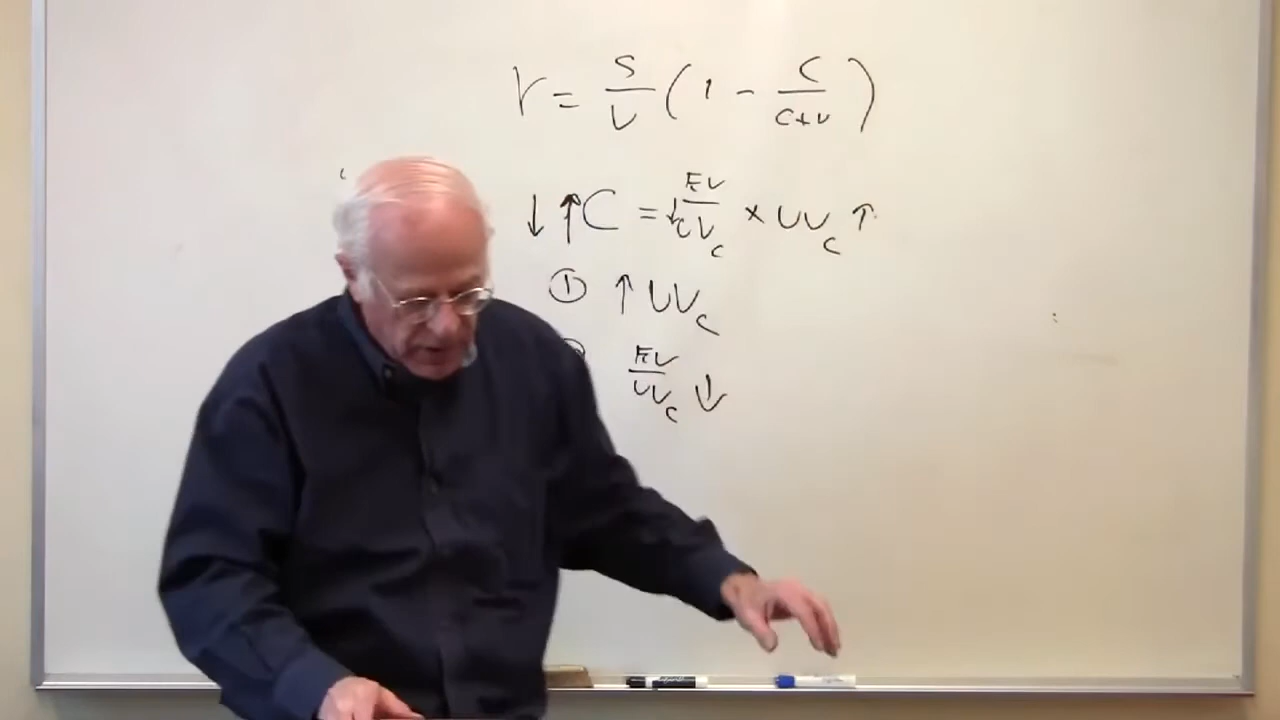 r = s/v (1 - c/c+v)
↓ ↑C = ↓EV/UV_c × UV_c ↑
① ↑ UV_c
EV/UV_c ↓